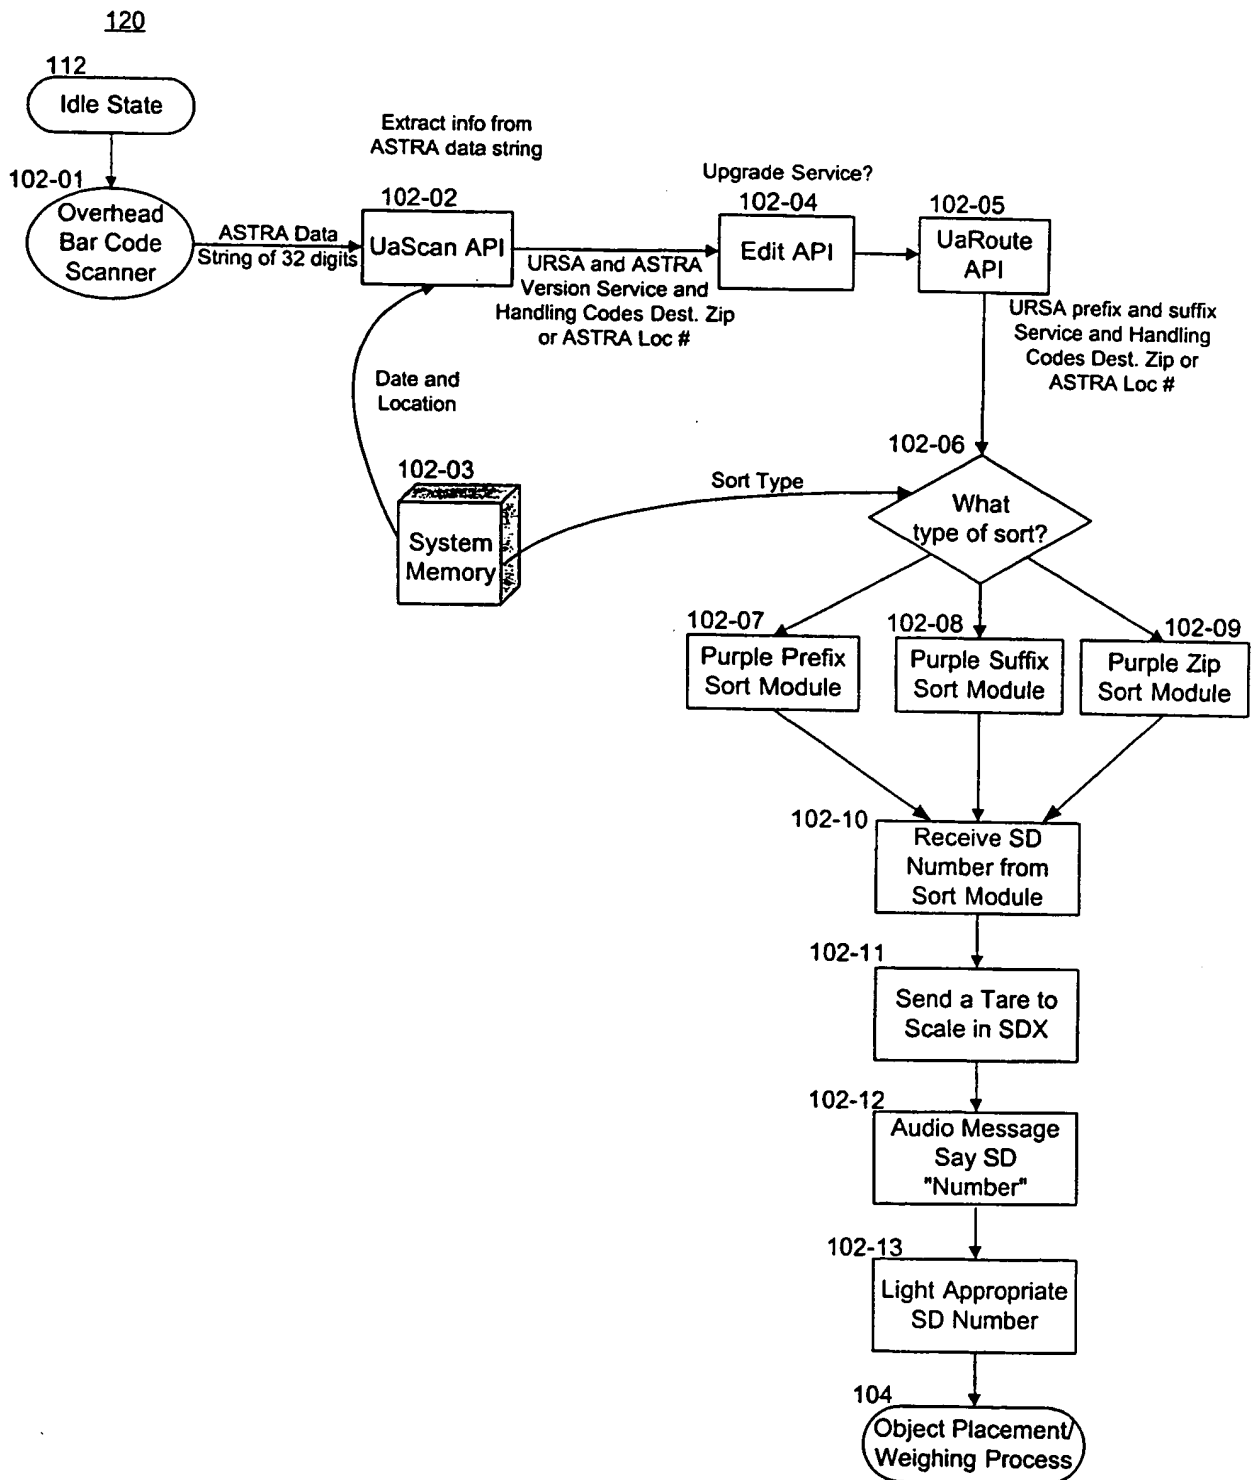 120
112
Idle State
102-01
Overhead
Bar Code
Scanner
ASTRA Data
String of 32 digits
Extract info from
ASTRA data string
102-02
UaScan API
URSA and ASTRA
Version Service and
Handling Codes Dest. Zip
or ASTRA Loc #
Upgrade Service?
102-04
Edit API
102-05
UaRoute
API
URSA prefix and suffix
Service and Handling
Codes Dest. Zip or
ASTRA Loc #
Date and
Location
102-03
System
Memory
Sort Type
102-06
What
type of sort?
102-07
Purple Prefix
Sort Module
102-08
Purple Suffix
Sort Module
102-09
Purple Zip
Sort Module
102-10
Receive SD
Number from
Sort Module
102-11
Send a Tare to
Scale in SDX
102-12
Audio Message
Say SD
"Number"
102-13
Light Appropriate
SD Number
104
Object Placement/
Weighing Process